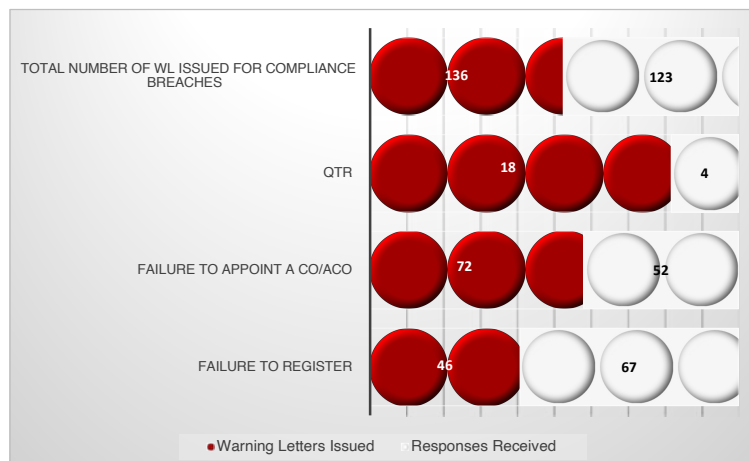 TOTAL NUMBER OF WL ISSUED FOR COMPLIANCE
BREACHES
136
123
QTR
18
4
FAILURE TO APPOINT A CO/ACO
72
52
FAILURE TO REGISTER
46
67
Warning Letters Issued
Responses Received